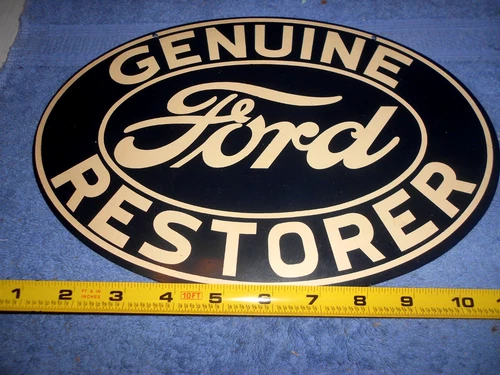 GENUINE
Ford
RESTORER
1 2 3 4 10FT 5 6 7 8 9 10